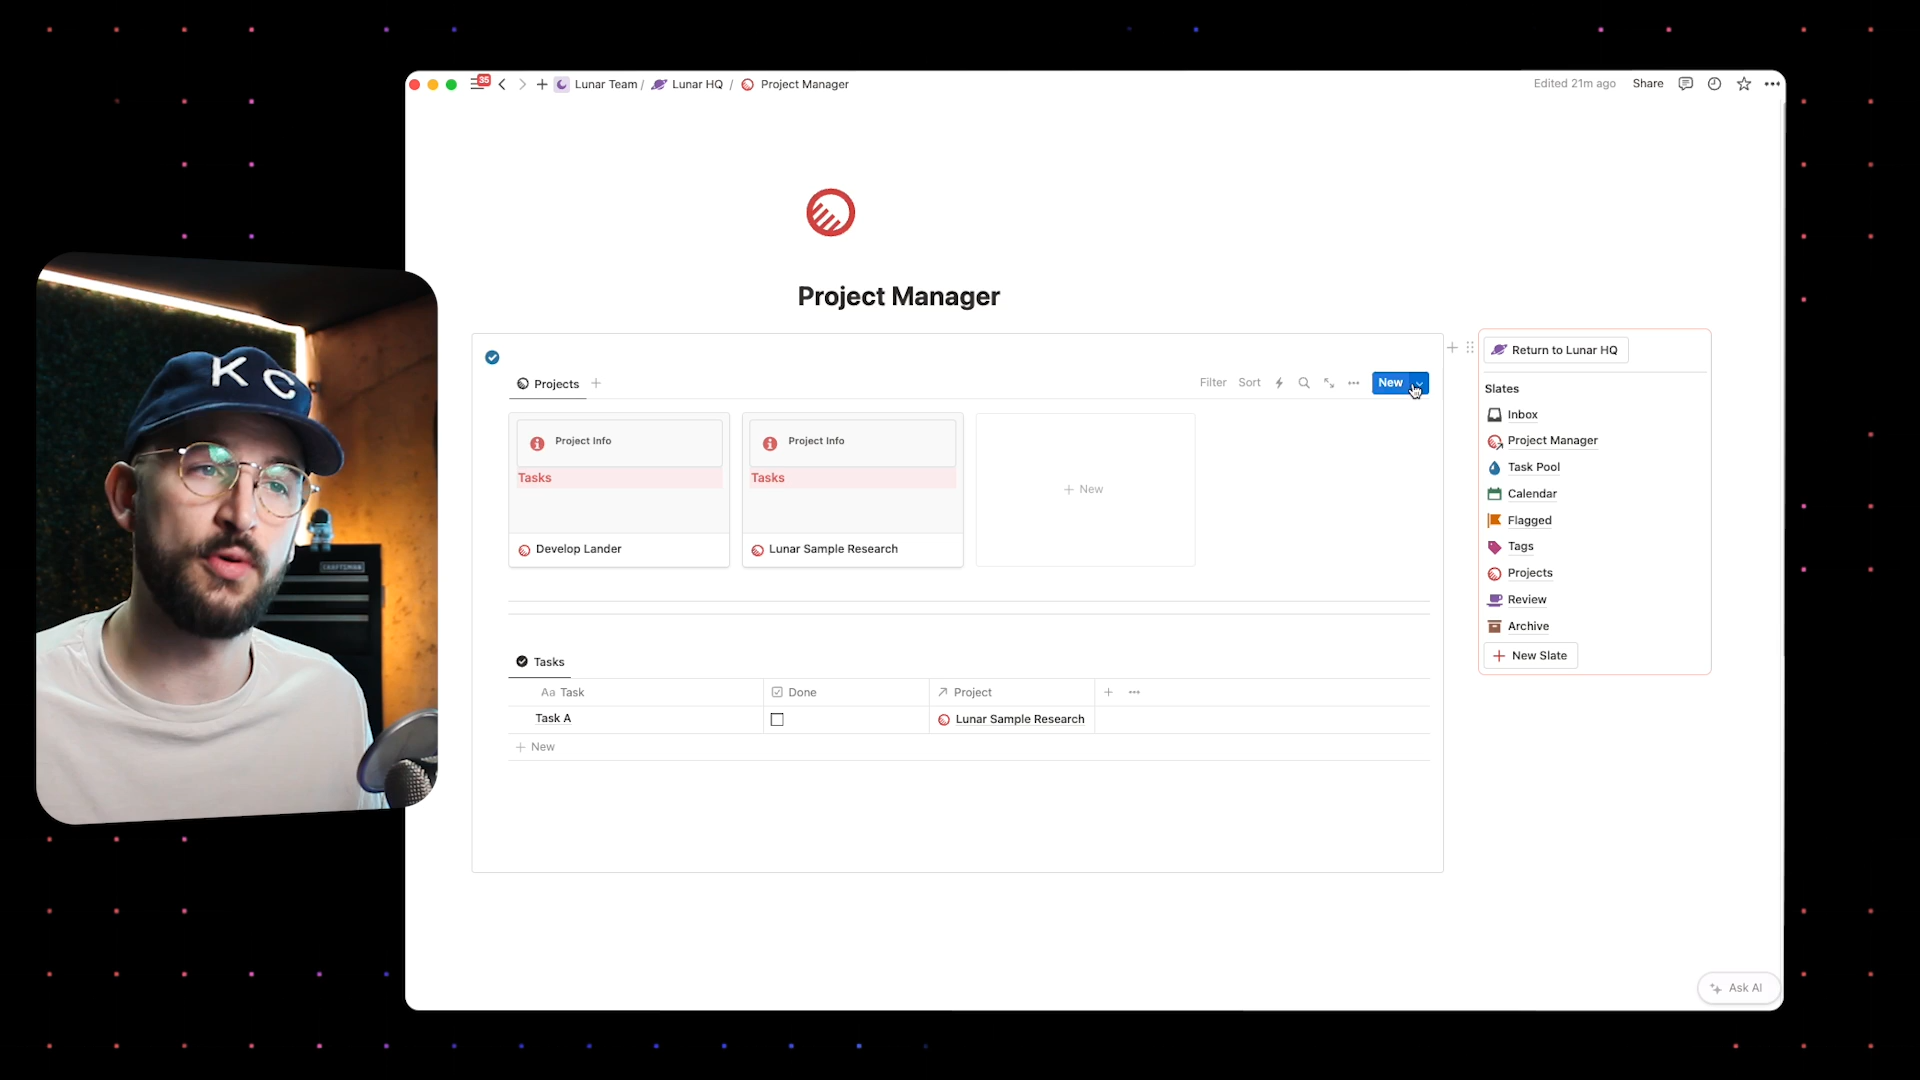 35
Lunar Team / Lunar HQ / Project Manager
Edited 21m ago Share
Project Manager
Return to Lunar HQ
Projects
Filter Sort New
Slates
Inbox
Project Manager
Task Pool
Calendar
Flagged
Tags
Projects
Review
Archive
New Slate
Project Info
Tasks
Develop Lander
Project Info
Tasks
Lunar Sample Research
New
Tasks
Aa Task Done Project
Task A Lunar Sample Research
New
Ask AI
K C
CRAFTSMAN